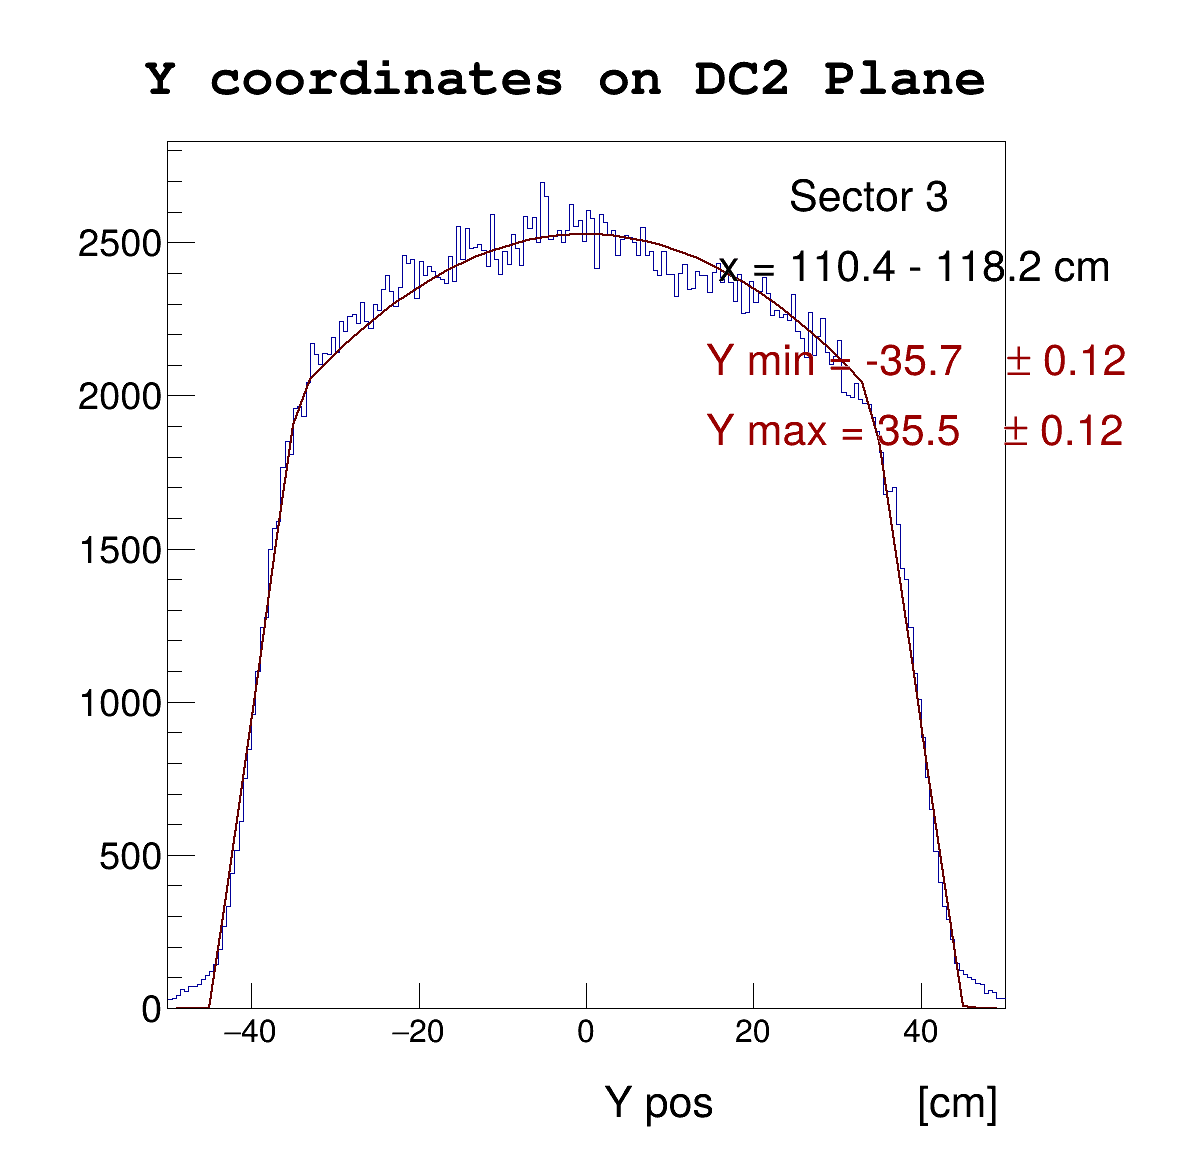 Y coordinates on DC2 Plane
Sector 3
x = 110.4 - 118.2 cm
Y min = -35.7 ± 0.12
Y max = 35.5 ± 0.12
2500
2000
1500
1000
500
0
−40 −20 0 20 40
Y pos [cm]